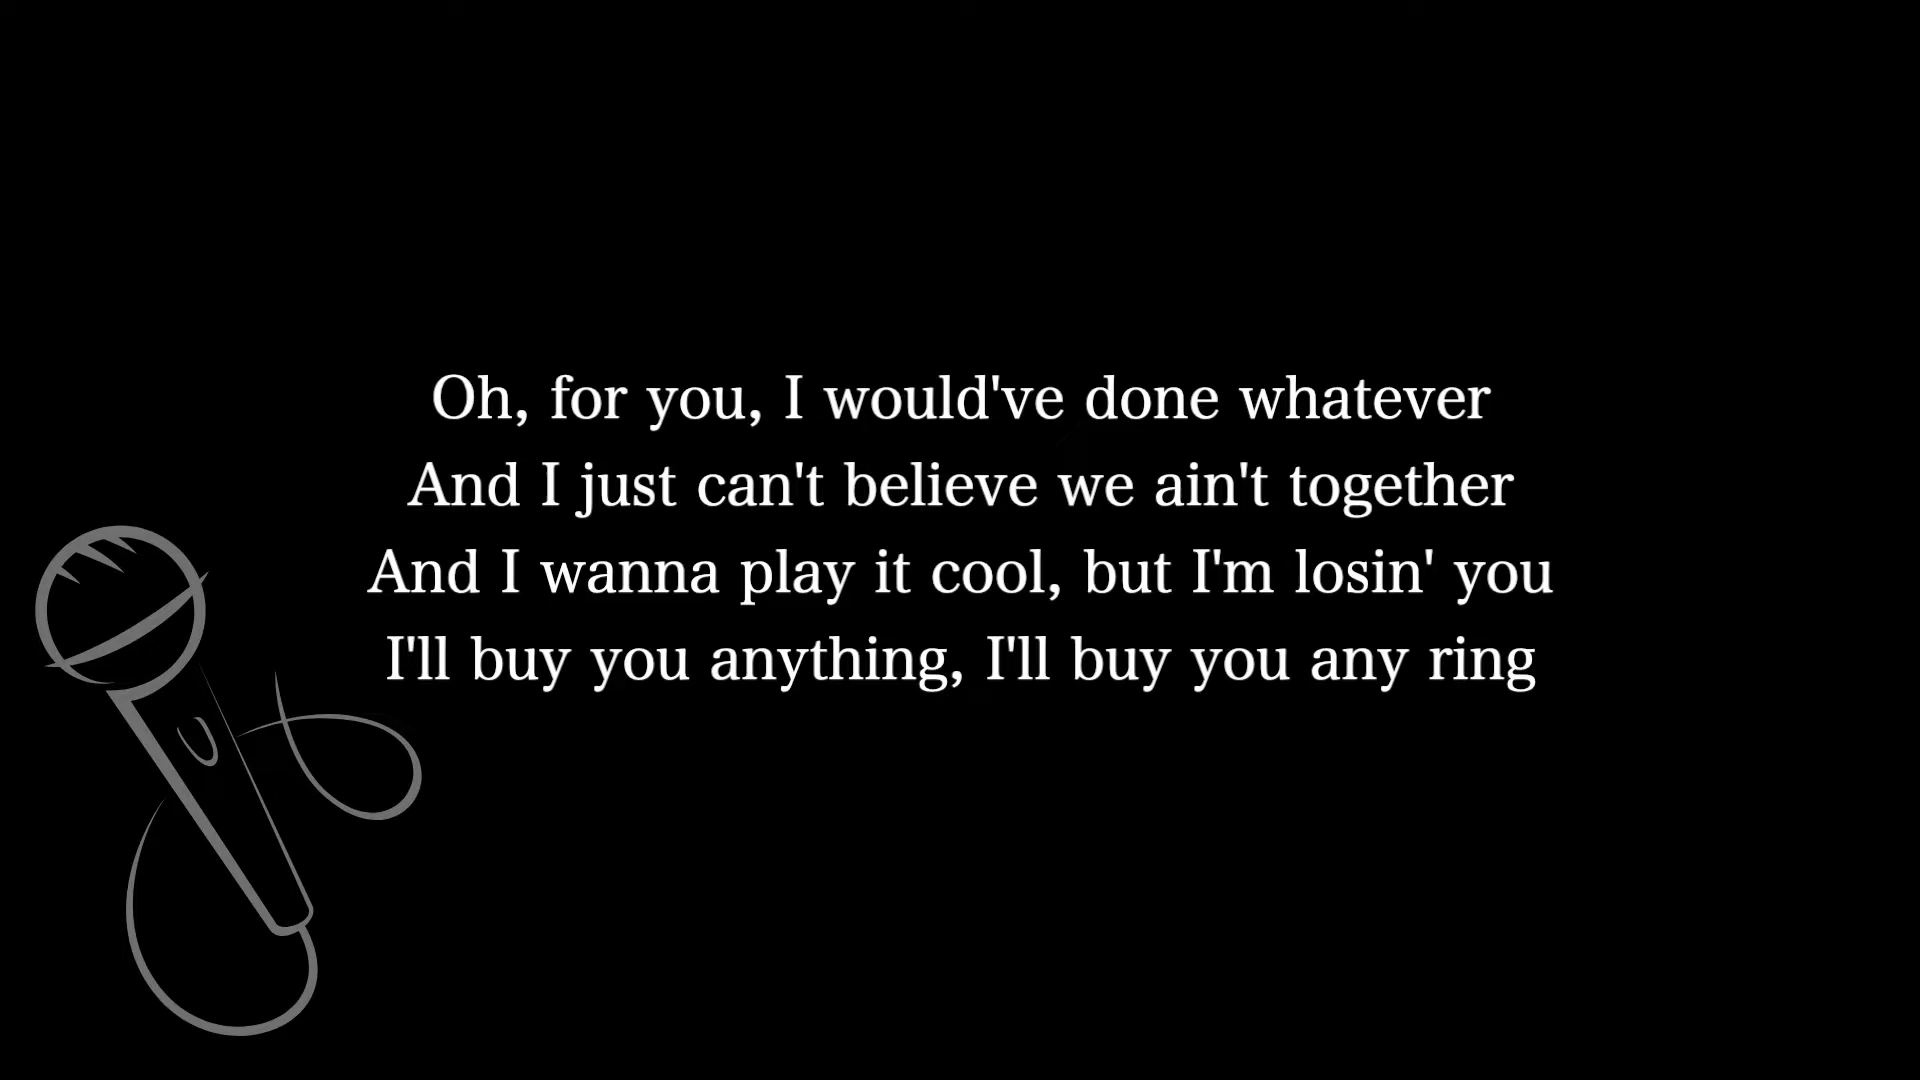 Oh, for you, I would've done whatever
And I just can't believe we ain't together
And I wanna play it cool, but I'm losin' you
I'll buy you anything, I'll buy you any ring